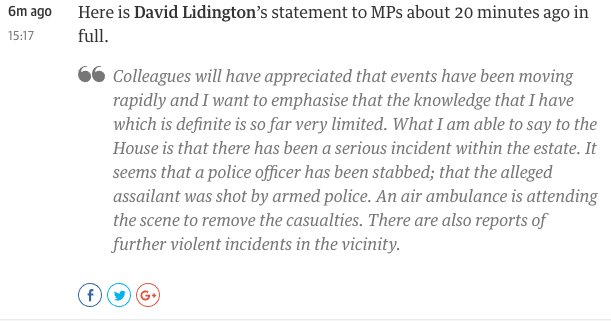 6m ago
15:17
Here is David Lidington’s statement to MPs about 20 minutes ago in
full.
Colleagues will have appreciated that events have been moving
rapidly and I want to emphasise that the knowledge that I have
which is definite is so far very limited. What I am able to say to the
House is that there has been a serious incident within the estate. It
seems that a police officer has been stabbed; that the alleged
assailant was shot by armed police. An air ambulance is attending
the scene to remove the casualties. There are also reports of
further violent incidents in the vicinity.
f
G+